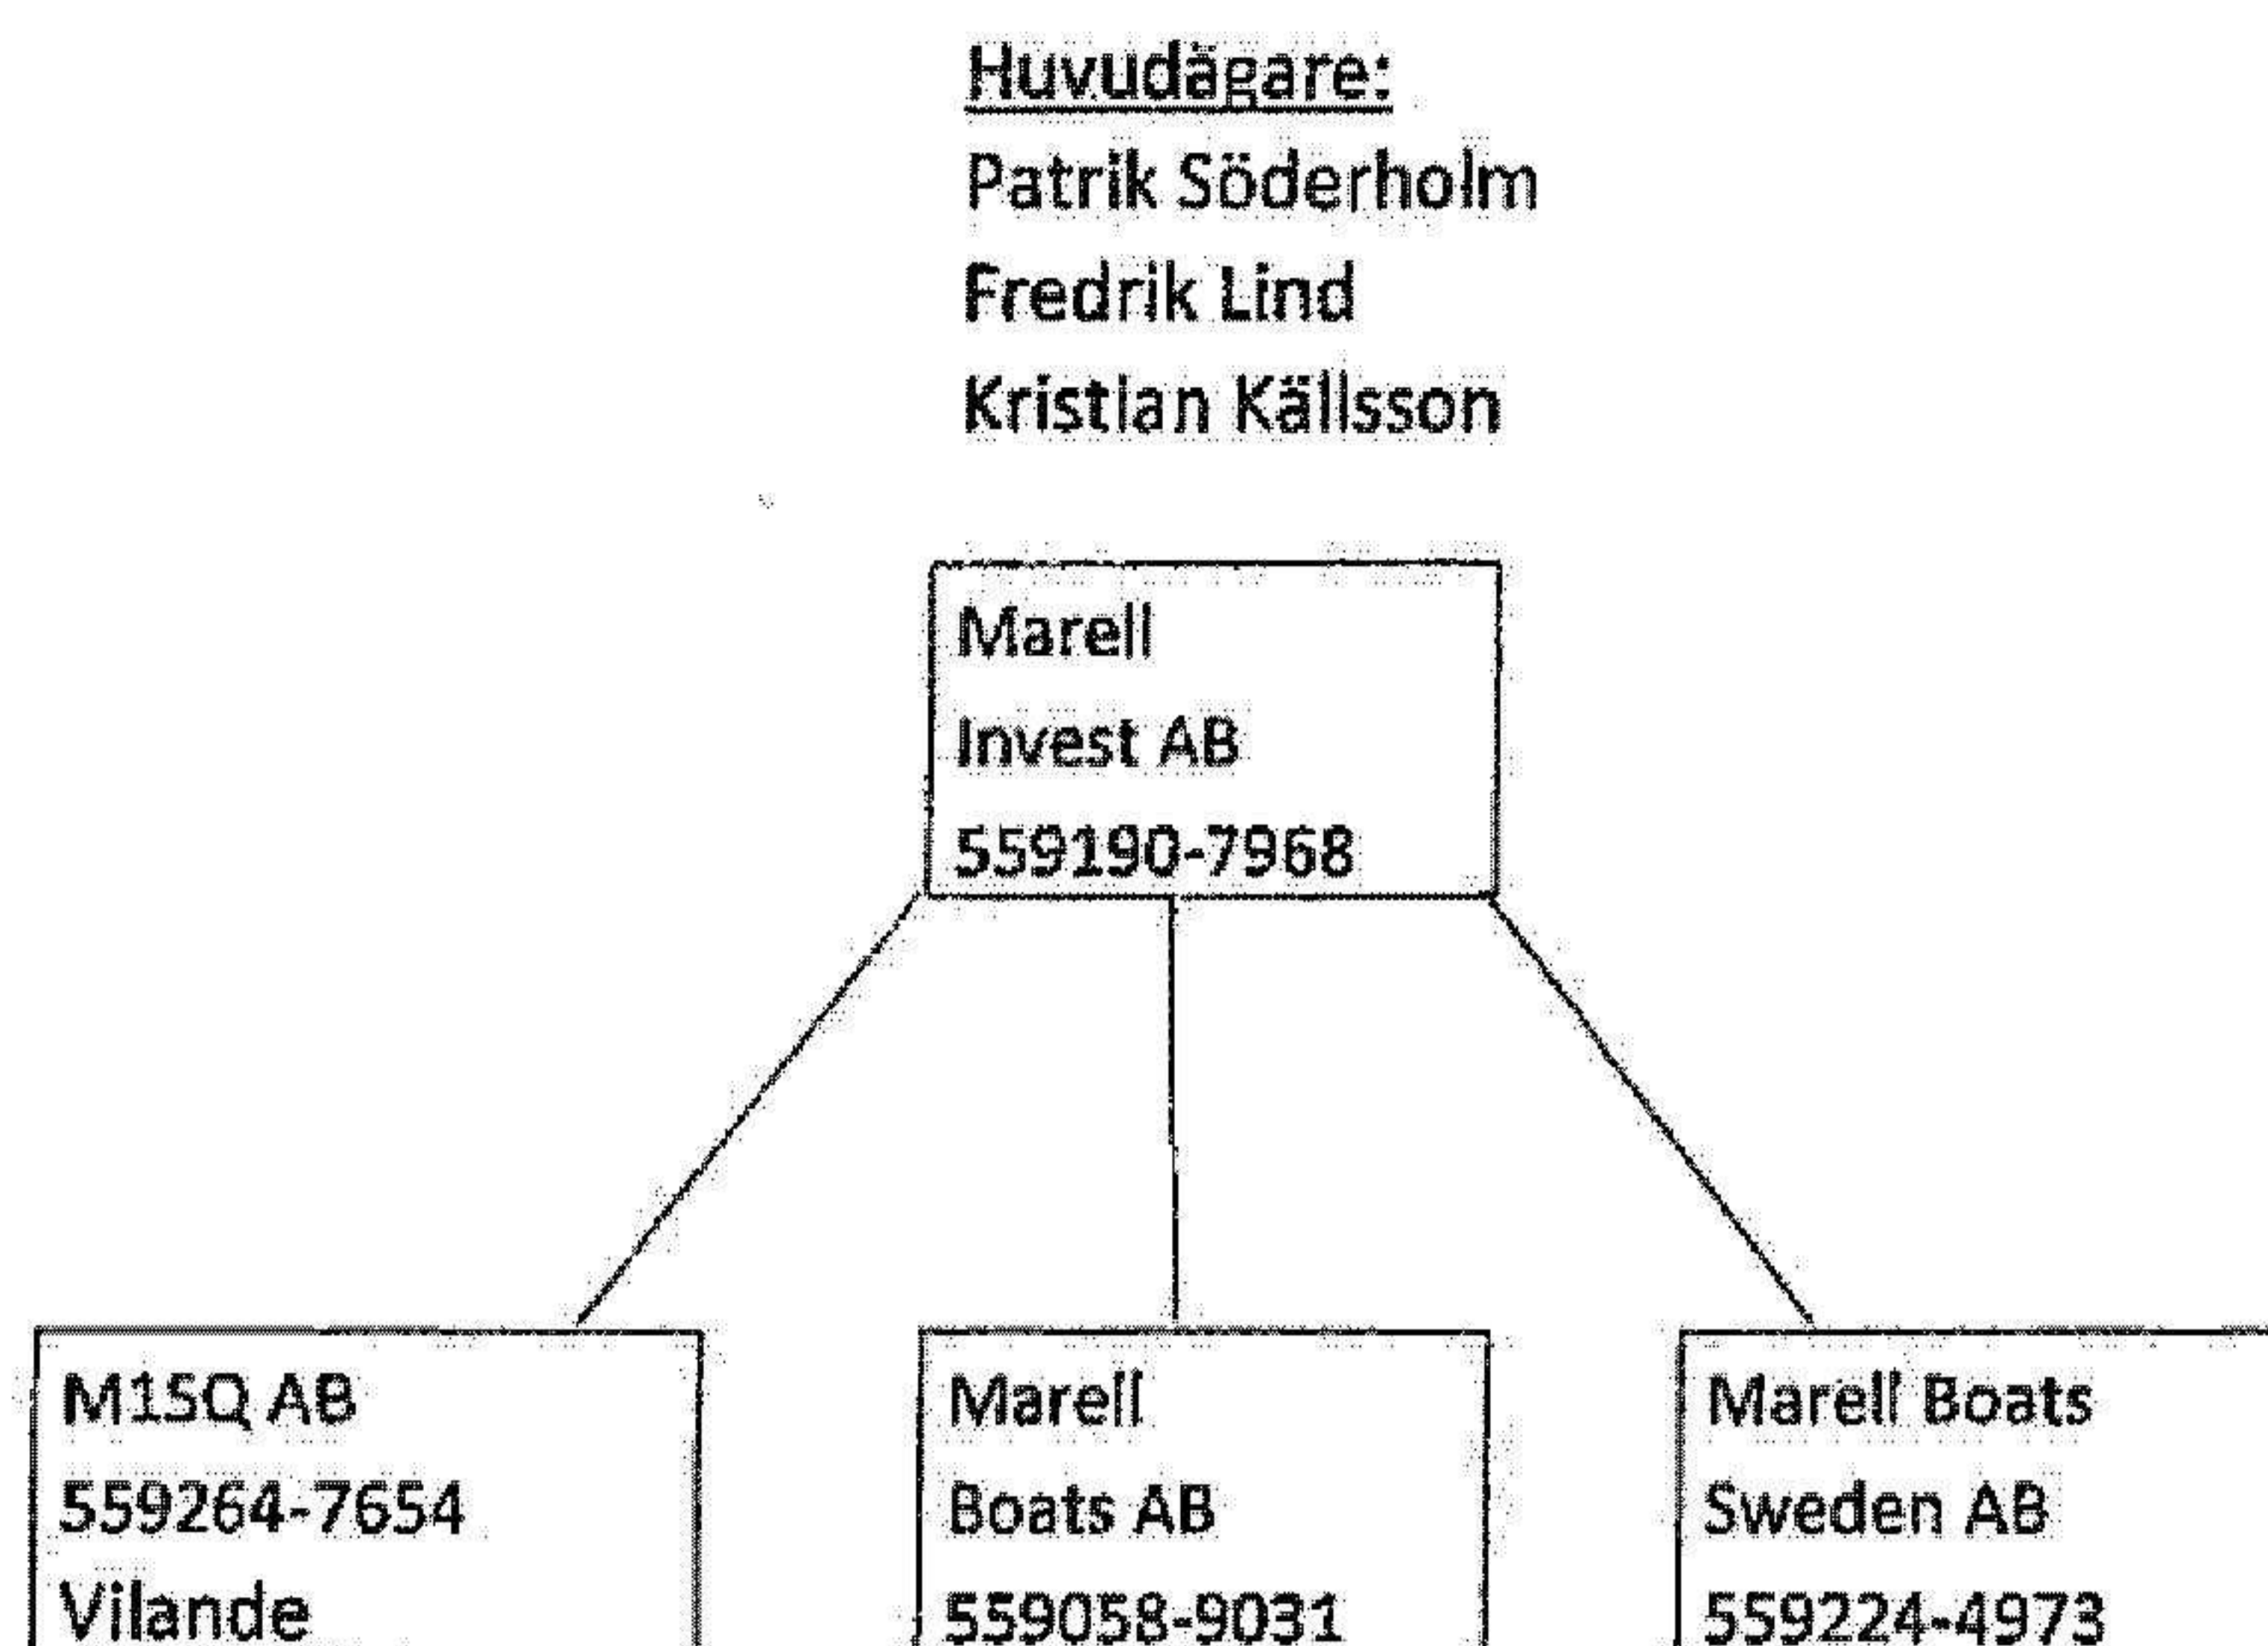 Huvudägare:
Patrik Söderholm
Fredrik Lind
Kristian Källsson
Marell
Invest AB
559190-7968
M15Q AB
559264-7654
Vilande
Marell
Boats AB
559058-9031
Marell Boats
Sweden AB
559224-4973